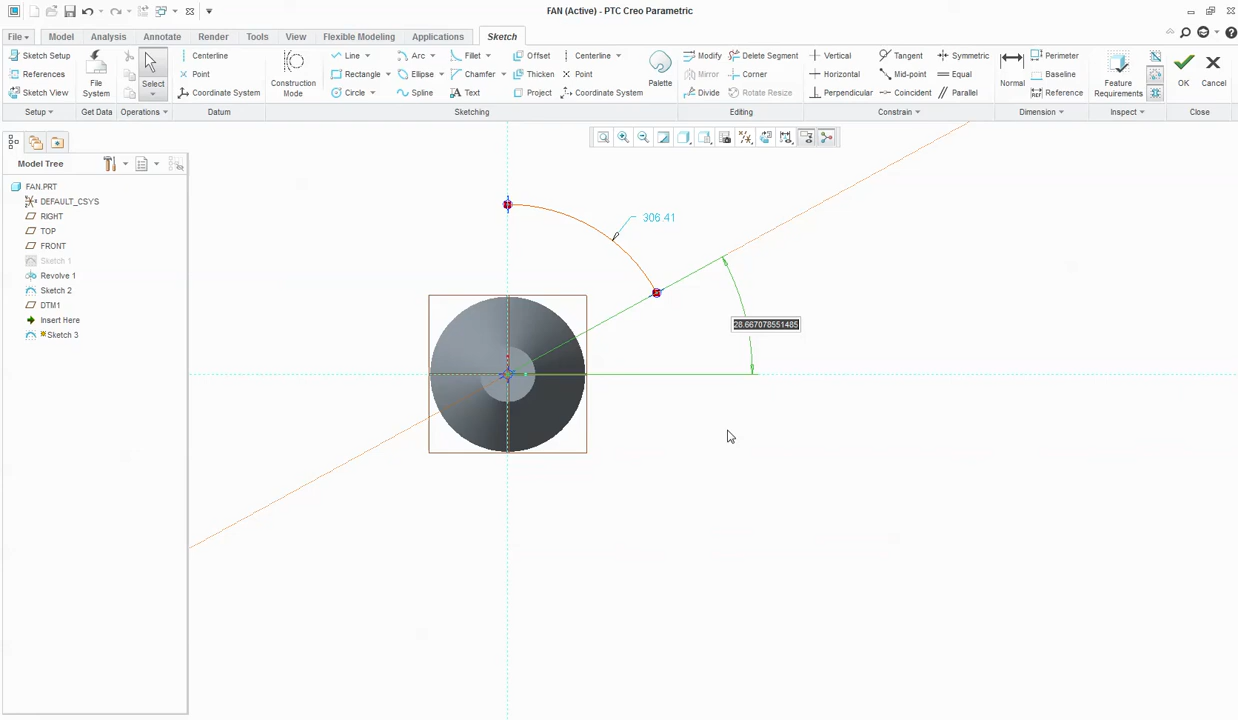 FAN (Active) - PTC Creo Parametric
File Model Analysis Annotate Render Tools View Flexible Modeling Applications Sketch
Sketch Setup
References
Sketch View
Setup
File System
Get Data
Select
Operations
Centerline
Point
Coordinate System
Datum
Construction Mode
Line Arc Fillet Offset Centerline
Rectangle Ellipse Chamfer Thicken Point
Circle Spline Text Project Coordinate System
Palette
Sketching
Modify Delete Segment
Mirror Corner
Divide Rotate Resize
Editing
Vertical Tangent Symmetric
Horizontal Mid-point Equal
Perpendicular Coincident Parallel
Constrain
Normal
Perimeter
Baseline
Reference
Dimension
Feature Requirements
Inspect
OK
Cancel
Close
Model Tree
FAN.PRT
DEFAULT_CSYS
RIGHT
TOP
FRONT
Sketch 1
Revolve 1
Sketch 2
DTM1
Insert Here
Sketch 3
306.41
28.667078551485